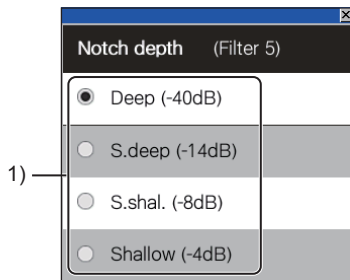 Notch depth (Filter 5)
Deep (-40dB)
S.deep (-14dB)
1)
S.shal. (-8dB)
Shallow (-4dB)